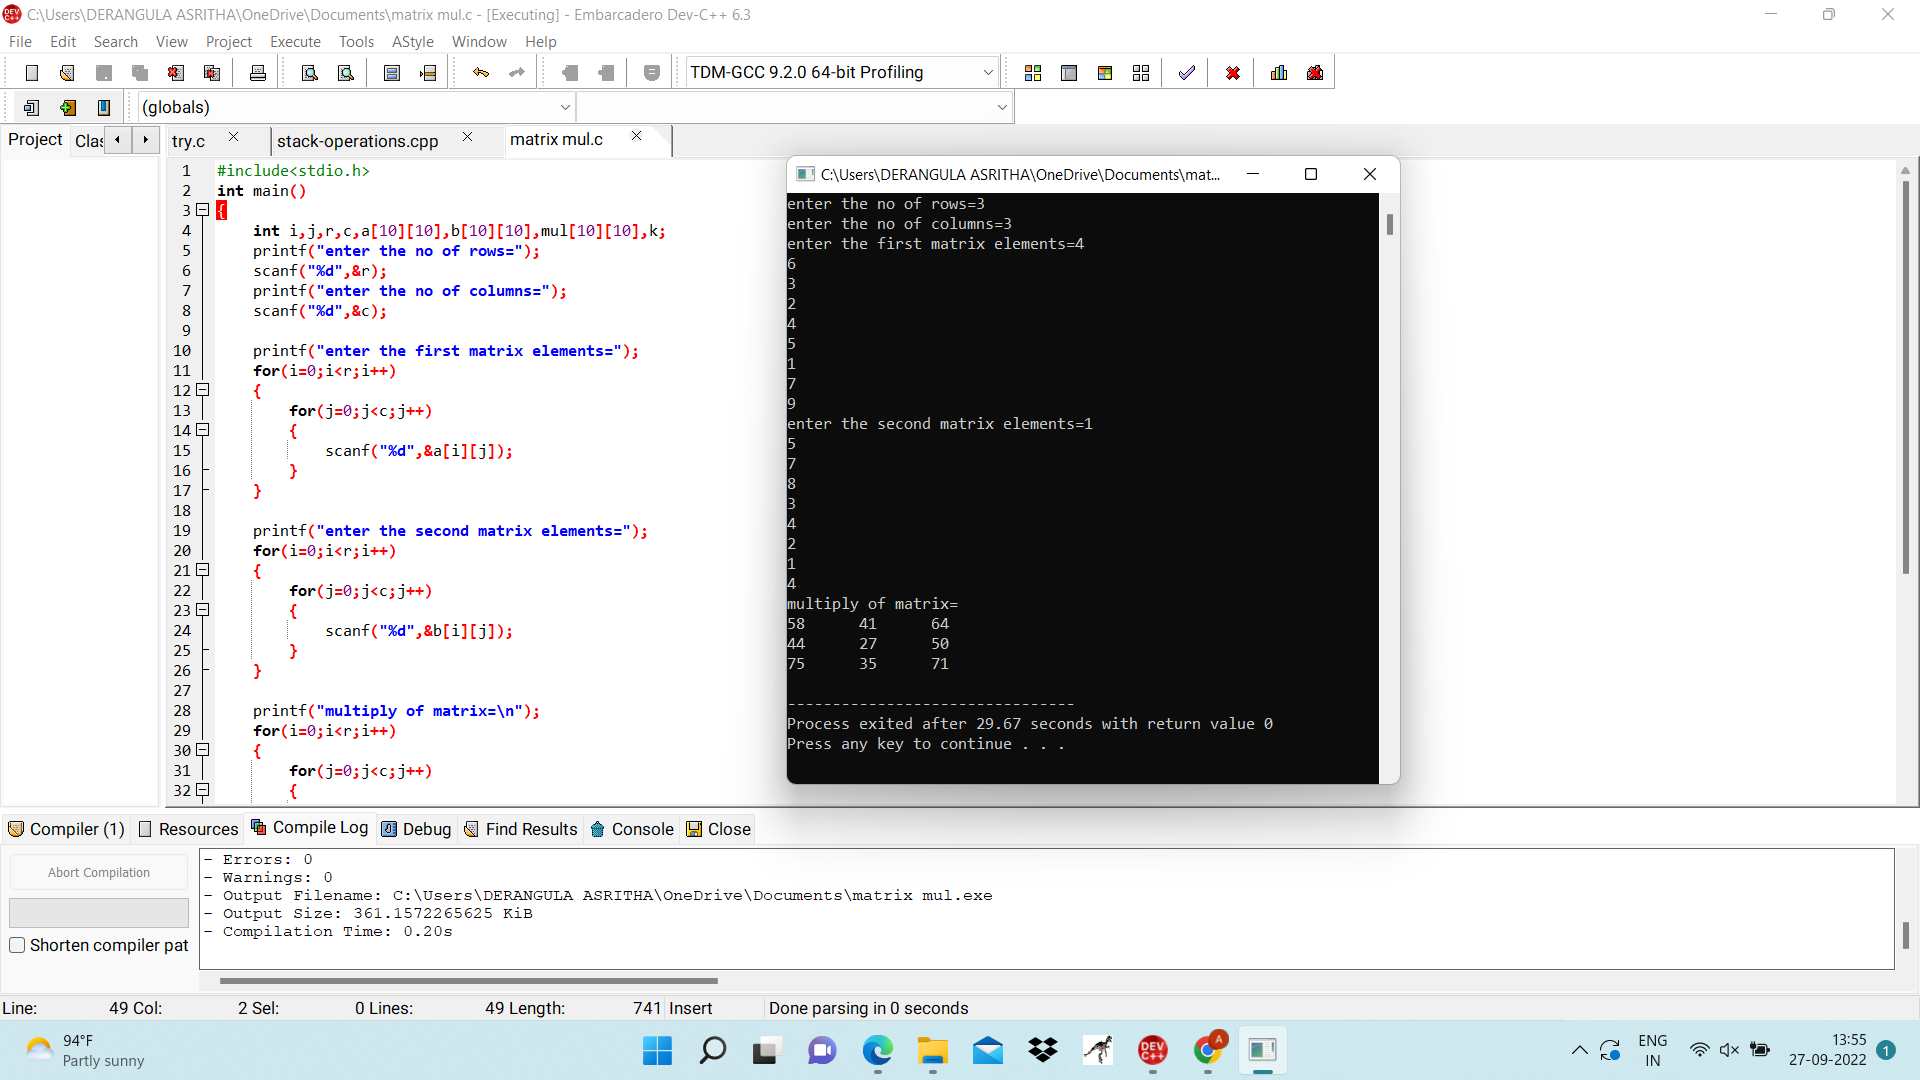 C:\Users\DERANGULA ASRITHA\OneDrive\Documents\matrix mul.c - [Executing] - Embarcadero Dev-C++ 6.3
File Edit Search View Project Execute Tools AStyle Window Help
TDM-GCC 9.2.0 64-bit Profiling
(globals)
Project Clas
try.c stack-operations.cpp matrix mul.c
1 #include<stdio.h>
2 int main()
3 {
4 int i,j,r,c,a[10][10],b[10][10],mul[10][10],k;
5 printf("enter the no of rows=");
6 scanf("%d",&r);
7 printf("enter the no of columns=");
8 scanf("%d",&c);
9
10 printf("enter the first matrix elements=");
11 for(i=0;i<r;i++)
12 {
13 for(j=0;j<c;j++)
14 {
15 scanf("%d",&a[i][j]);
16 }
17 }
18
19 printf("enter the second matrix elements=");
20 for(i=0;i<r;i++)
21 {
22 for(j=0;j<c;j++)
23 {
24 scanf("%d",&b[i][j]);
25 }
26 }
27
28 printf("multiply of matrix=\n");
29 for(i=0;i<r;i++)
30 {
31 for(j=0;j<c;j++)
32 {
C:\Users\DERANGULA ASRITHA\OneDrive\Documents\mat...
enter the no of rows=3
enter the no of columns=3
enter the first matrix elements=4
6
3
2
4
5
1
7
9
enter the second matrix elements=1
5
7
8
3
4
2
1
4
multiply of matrix=
58 41 64
44 27 50
75 35 71
--------------------------------
Process exited after 29.67 seconds with return value 0
Press any key to continue . . .
Compiler (1) Resources Compile Log Debug Find Results Console Close
Abort Compilation
Shorten compiler pat
- Errors: 0
- Warnings: 0
- Output Filename: C:\Users\DERANGULA ASRITHA\OneDrive\Documents\matrix mul.exe
- Output Size: 361.1572265625 KiB
- Compilation Time: 0.20s
Line: 49 Col: 2 Sel: 0 Lines: 49 Length: 741 Insert Done parsing in 0 seconds
94°F
Partly sunny
DEV C++
A
ENG
IN
13:55
27-09-2022
1